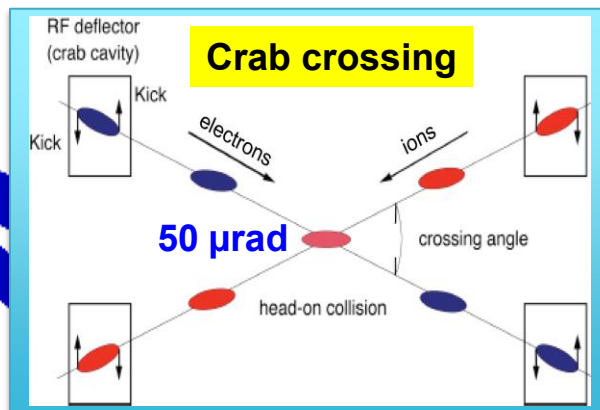 RF deflector
(crab cavity)
Crab crossing
Kick
Kick
electrons
ions
50 µrad
crossing angle
head-on collision